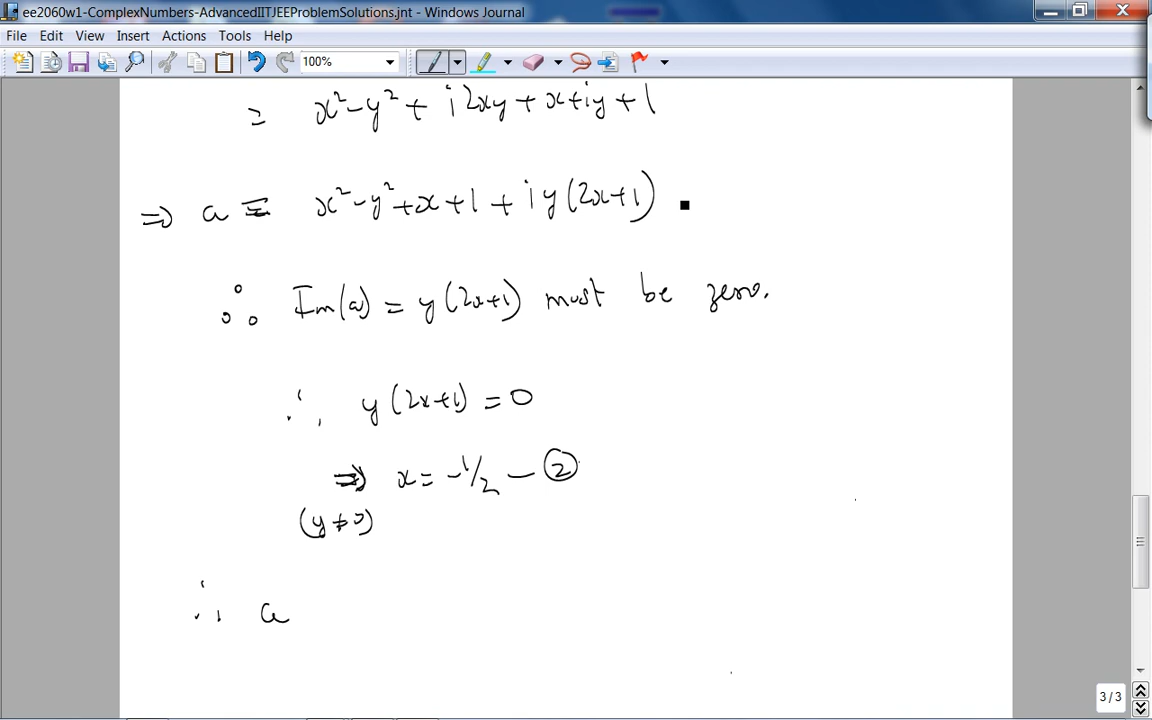 ee2060w1-ComplexNumbers-AdvancedIITJEEProblemSolutions.jnt - Windows Journal
File Edit View Insert Actions Tools Help
100%
= x² - y² + i2xy + x + iy + 1
⇒ a = x² - y² + x + 1 + iy(2x+1)
∴ Im(a) = y(2x+1) must be zero.
∴ y(2x+1) = 0
⇒ x = -1/2 - ②
(y ≠ 0)
∴ a
3/3